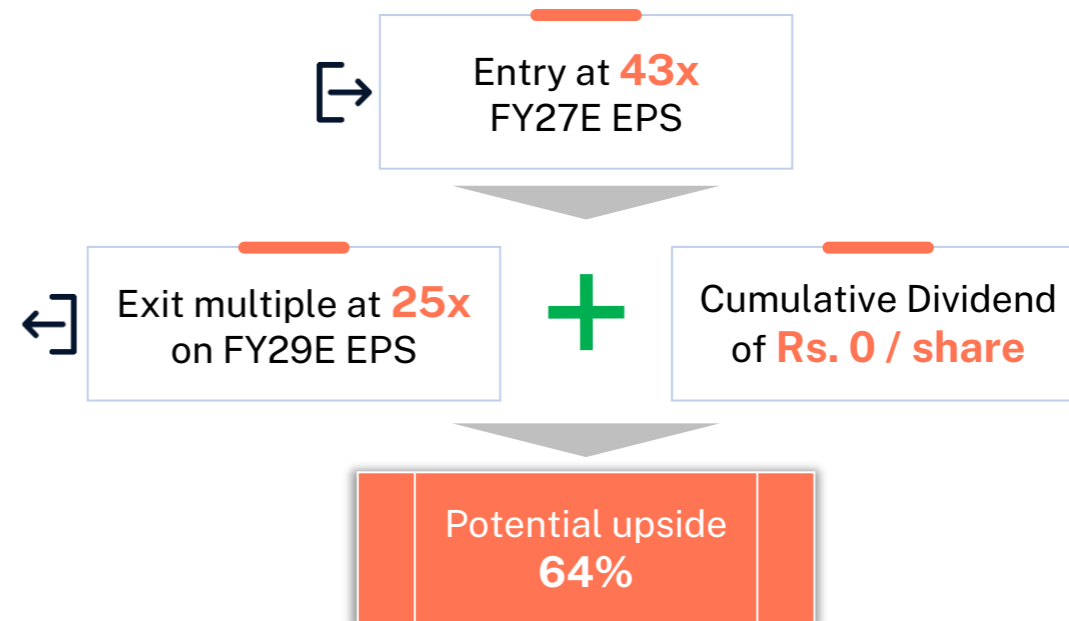 Entry at 43x
FY27E EPS
Exit multiple at 25x
on FY29E EPS
Cumulative Dividend
of Rs. 0 / share
Potential upside
64%